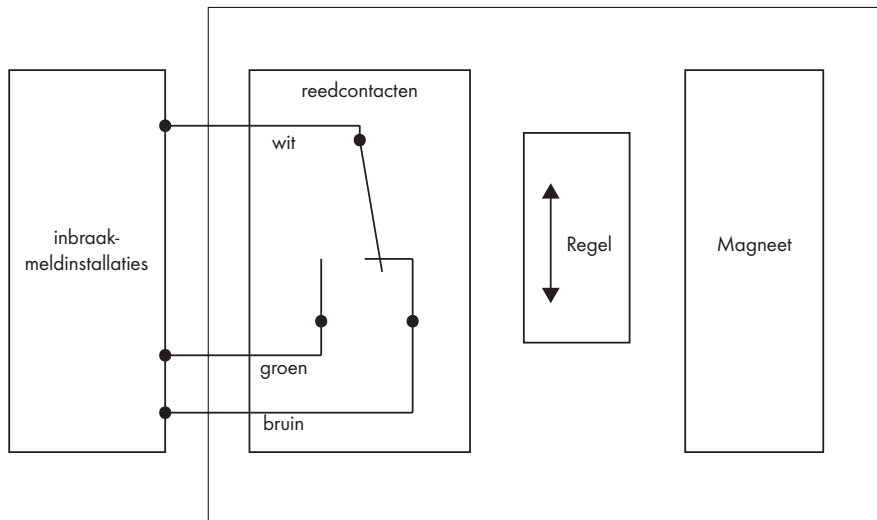 reedcontacten
wit
inbraak-
meldinstallaties
Regel
Magneet
groen
bruin